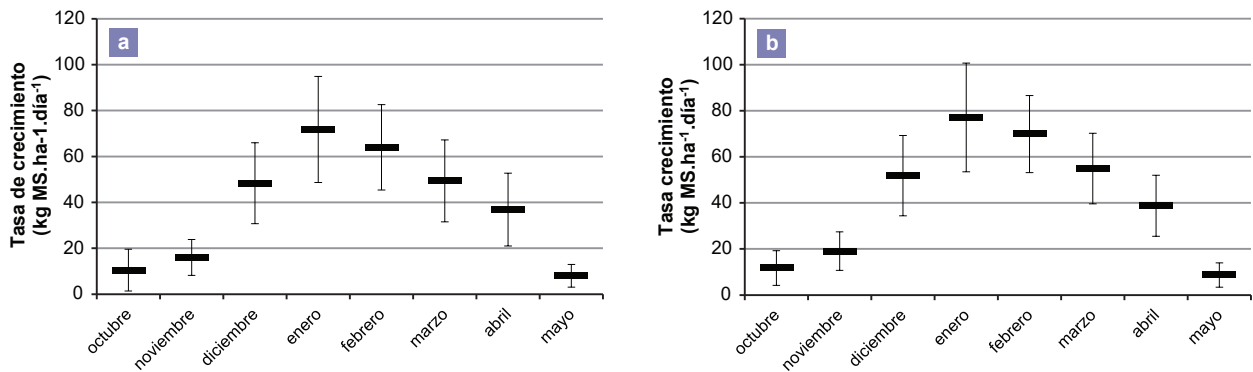 a
Tasa de crecimiento
(kg MS.ha-1.día-1)
120
100
80
60
40
20
0
octubre
noviembre
diciembre
enero
febrero
marzo
abril
mayo
b
Tasa crecimiento
(kg MS.ha-1.día-1)
120
100
80
60
40
20
0
octubre
noviembre
diciembre
enero
febrero
marzo
abril
mayo